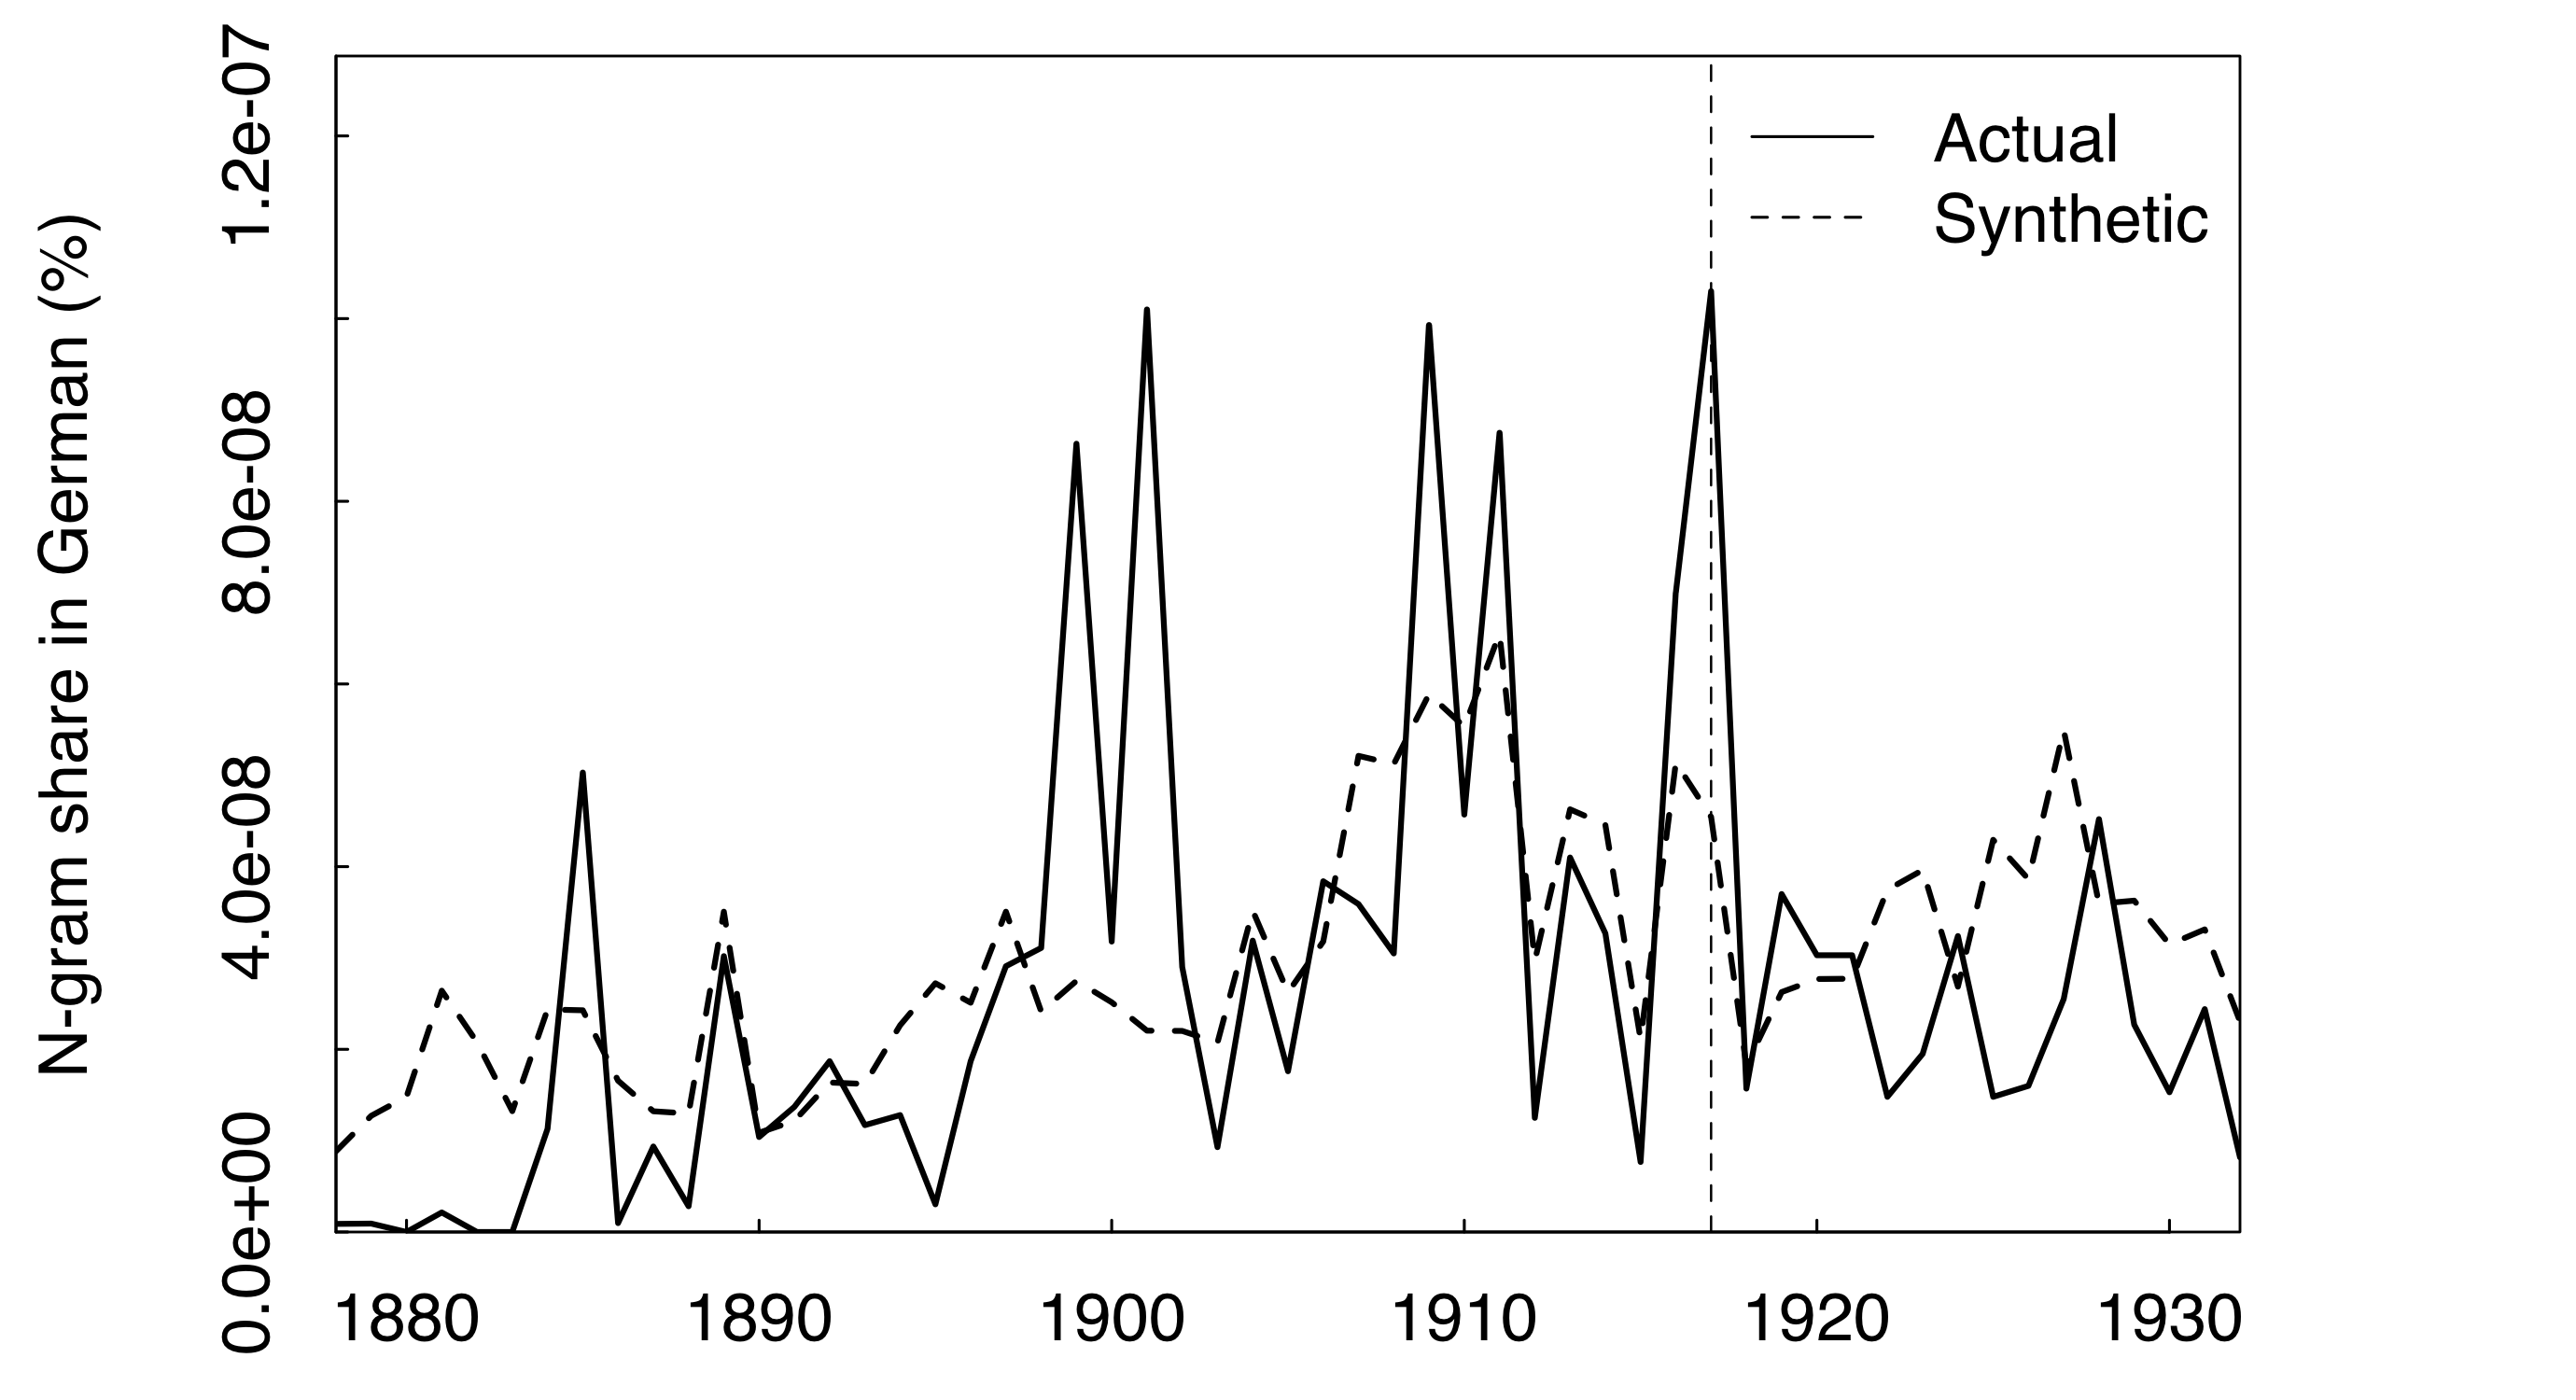 N-gram share in German (%)
1.2e-07
8.0e-08
4.0e-08
0.0e+00
Actual
Synthetic
1880 1890 1900 1910 1920 1930